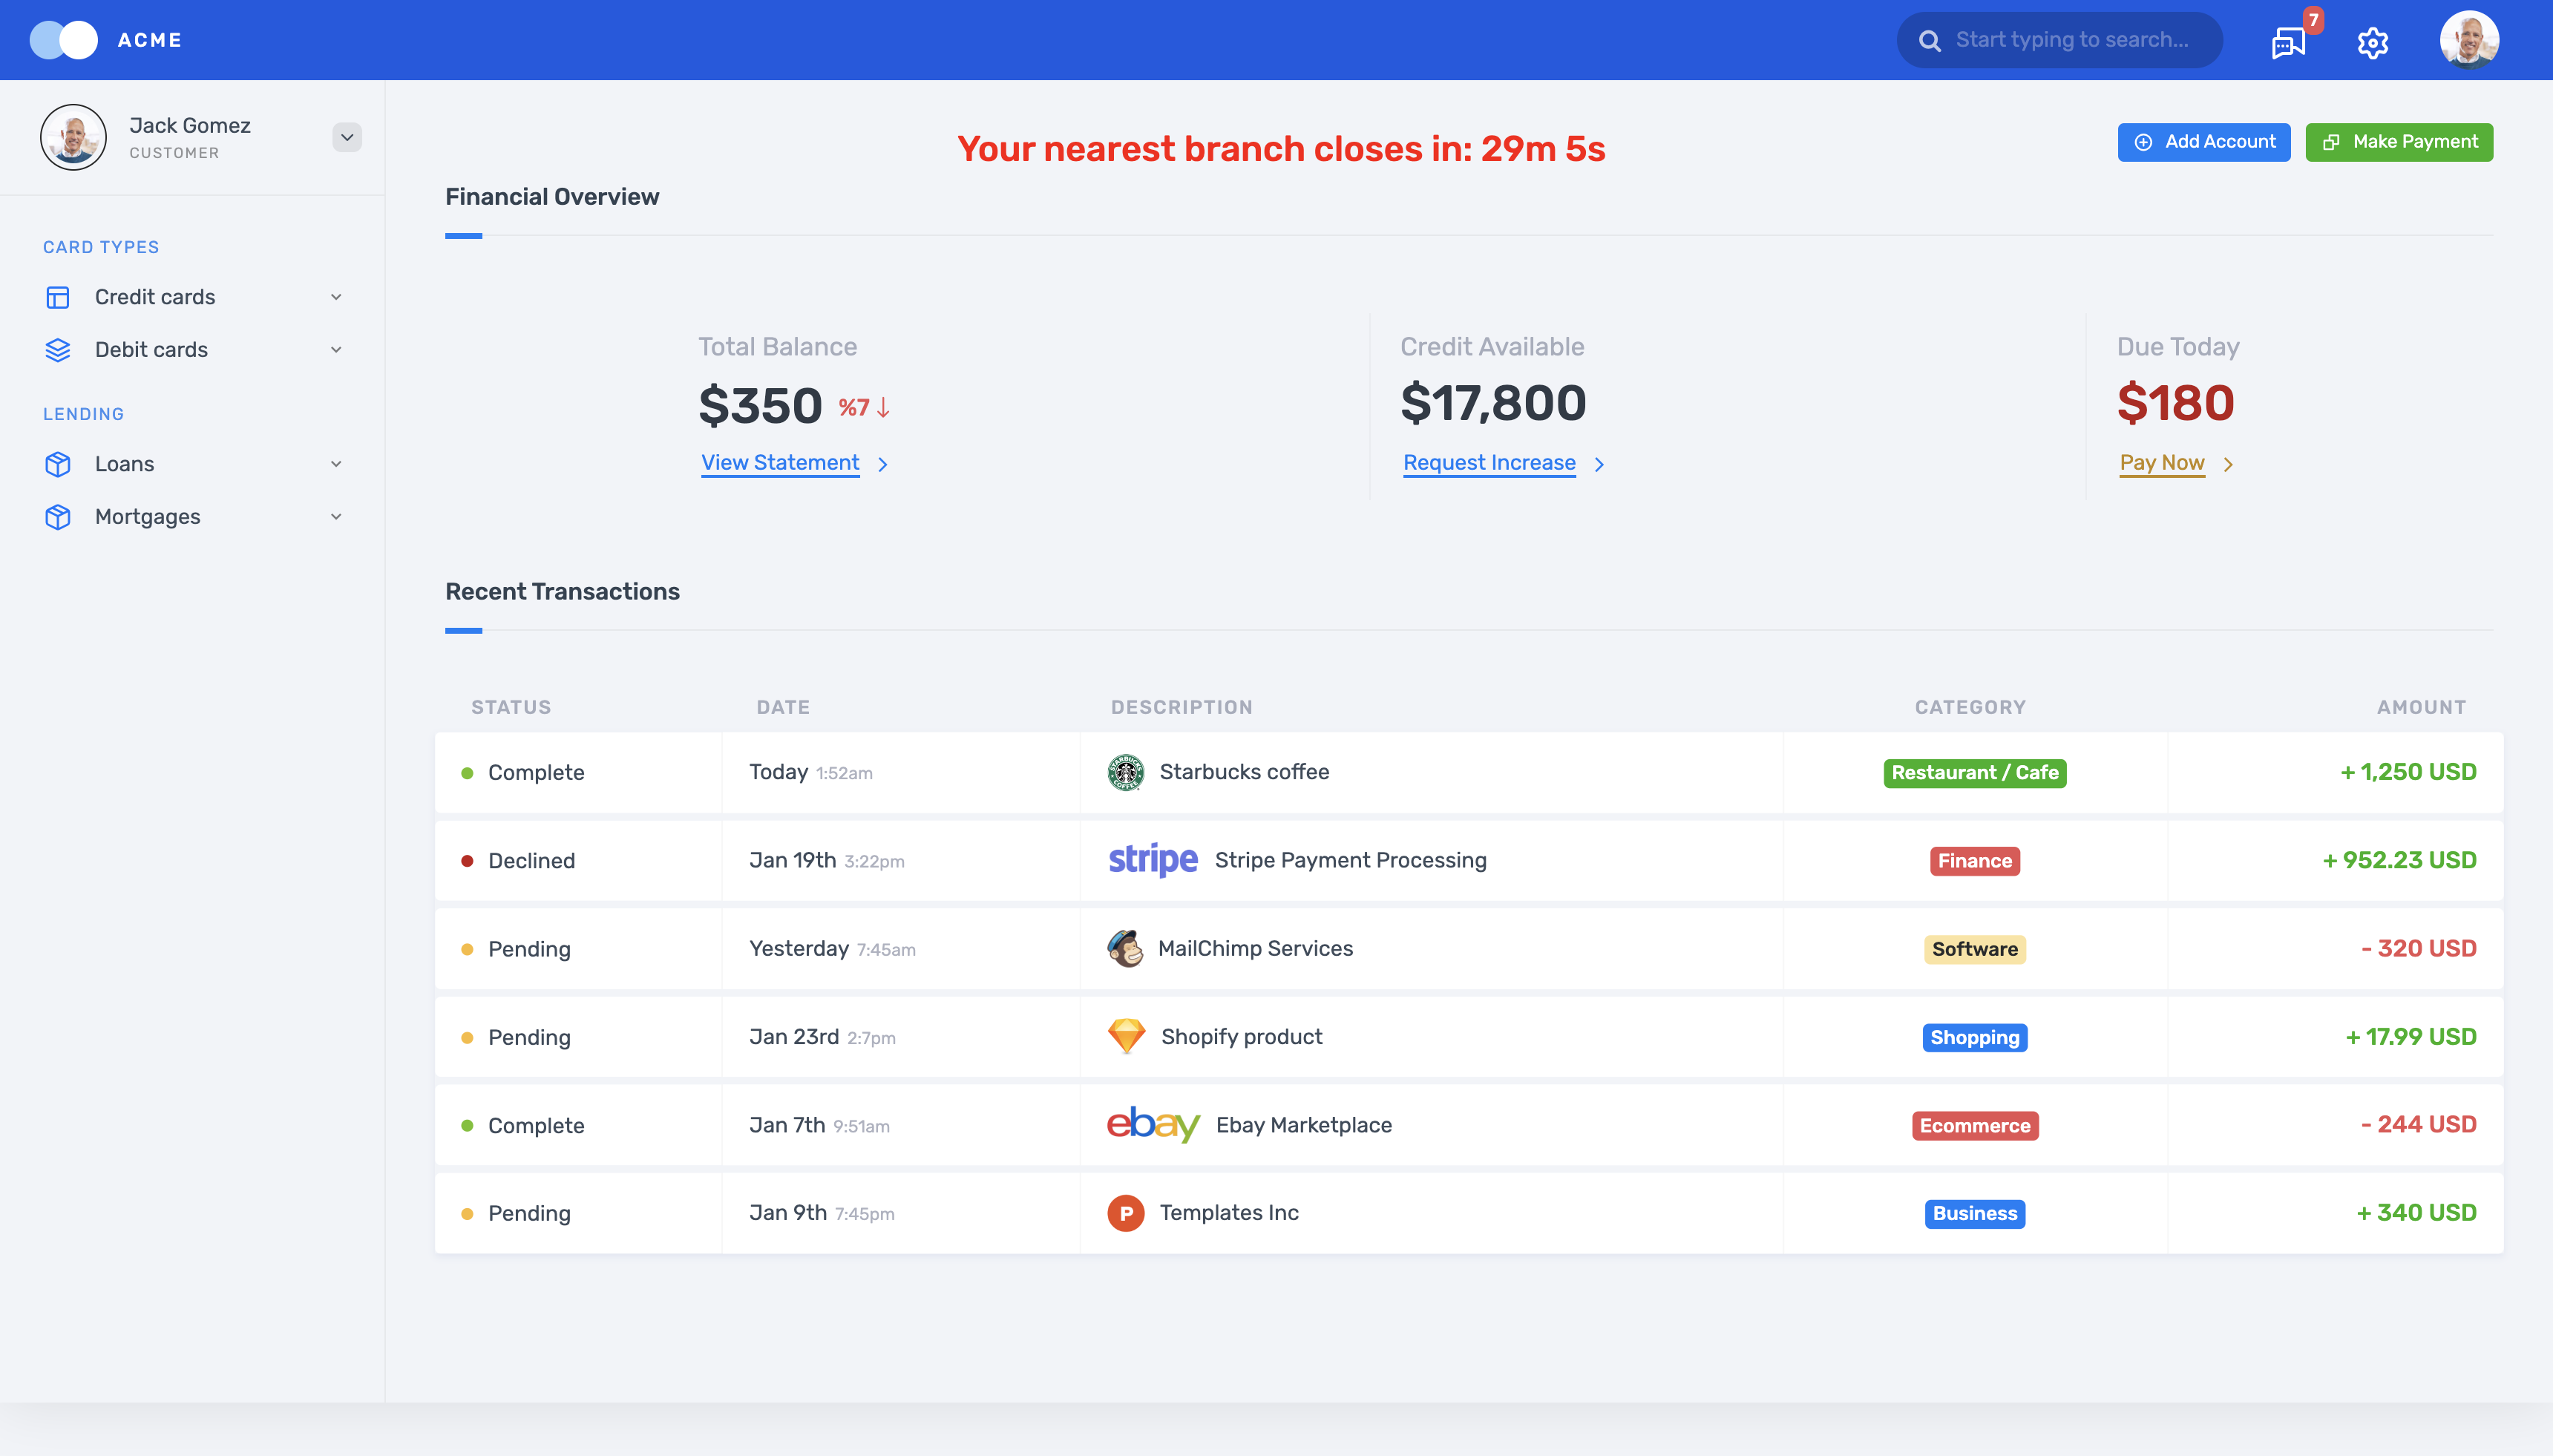 ACME
Start typing to search...
7
Jack Gomez
CUSTOMER
Your nearest branch closes in: 29m 5s
Add Account
Make Payment
Financial Overview
CARD TYPES
Credit cards
Debit cards
LENDING
Loans
Mortgages
Total Balance
$350 %7
View Statement
Credit Available
$17,800
Request Increase
Due Today
$180
Pay Now
Recent Transactions
STATUS DATE DESCRIPTION CATEGORY AMOUNT
Complete Today 1:52am STARBUCKS COFFEE Starbucks coffee Restaurant / Cafe + 1,250 USD
Declined Jan 19th 3:22pm stripe Stripe Payment Processing Finance + 952.23 USD
Pending Yesterday 7:45am MailChimp Services Software - 320 USD
Pending Jan 23rd 2:7pm Shopify product Shopping + 17.99 USD
Complete Jan 7th 9:51am ebay Ebay Marketplace Ecommerce - 244 USD
Pending Jan 9th 7:45pm P Templates Inc Business + 340 USD